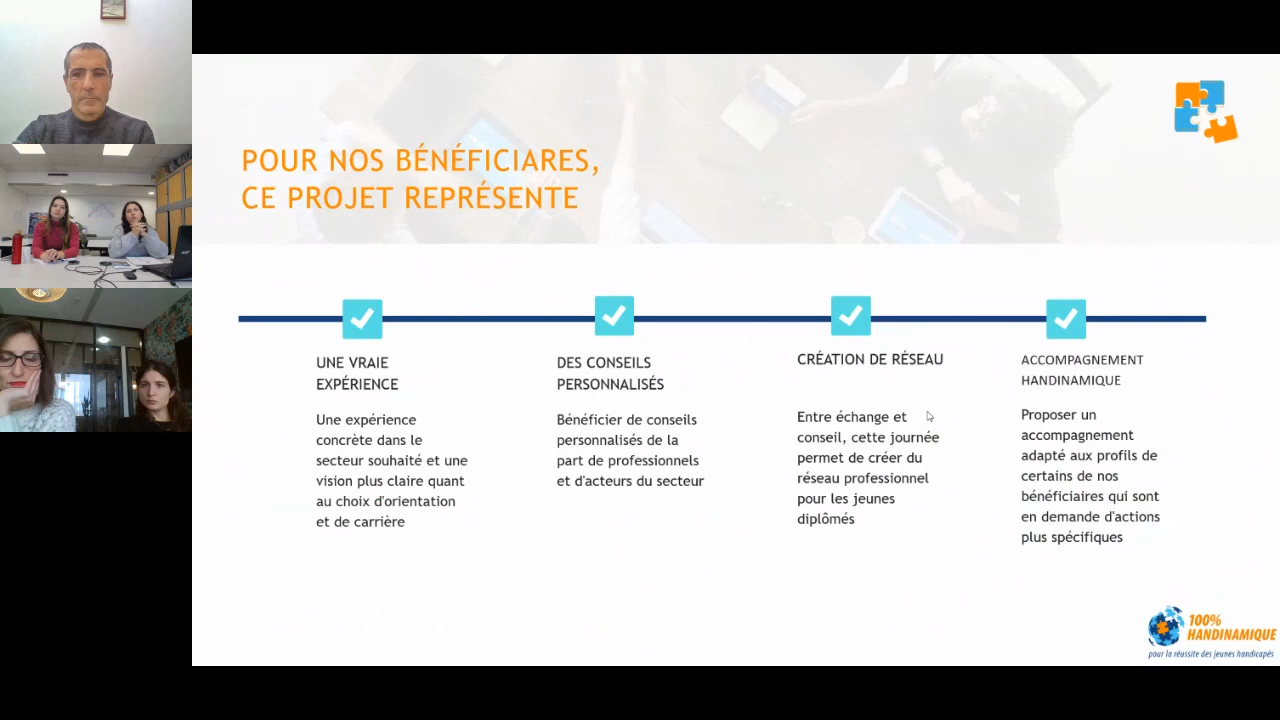 POUR NOS BÉNÉFICIARES,
CE PROJET REPRÉSENTE
UNE VRAIE
EXPÉRIENCE
Une expérience
concrète dans le
secteur souhaité et une
vision plus claire quant
au choix d'orientation
et de carrière
DES CONSEILS
PERSONNALISÉS
Bénéficier de conseils
personnalisés de la
part de professionnels
et d'acteurs du secteur
CRÉATION DE RÉSEAU
Entre échange et
conseil, cette journée
permet de créer du
réseau professionnel
pour les jeunes
diplômés
ACCOMPAGNEMENT
HANDINAMIQUE
Proposer un
accompagnement
adapté aux profils de
certains de nos
bénéficiaires qui sont
en demande d'actions
plus spécifiques
100%
HANDINAMIQUE
pour la réussite des jeunes handicapés